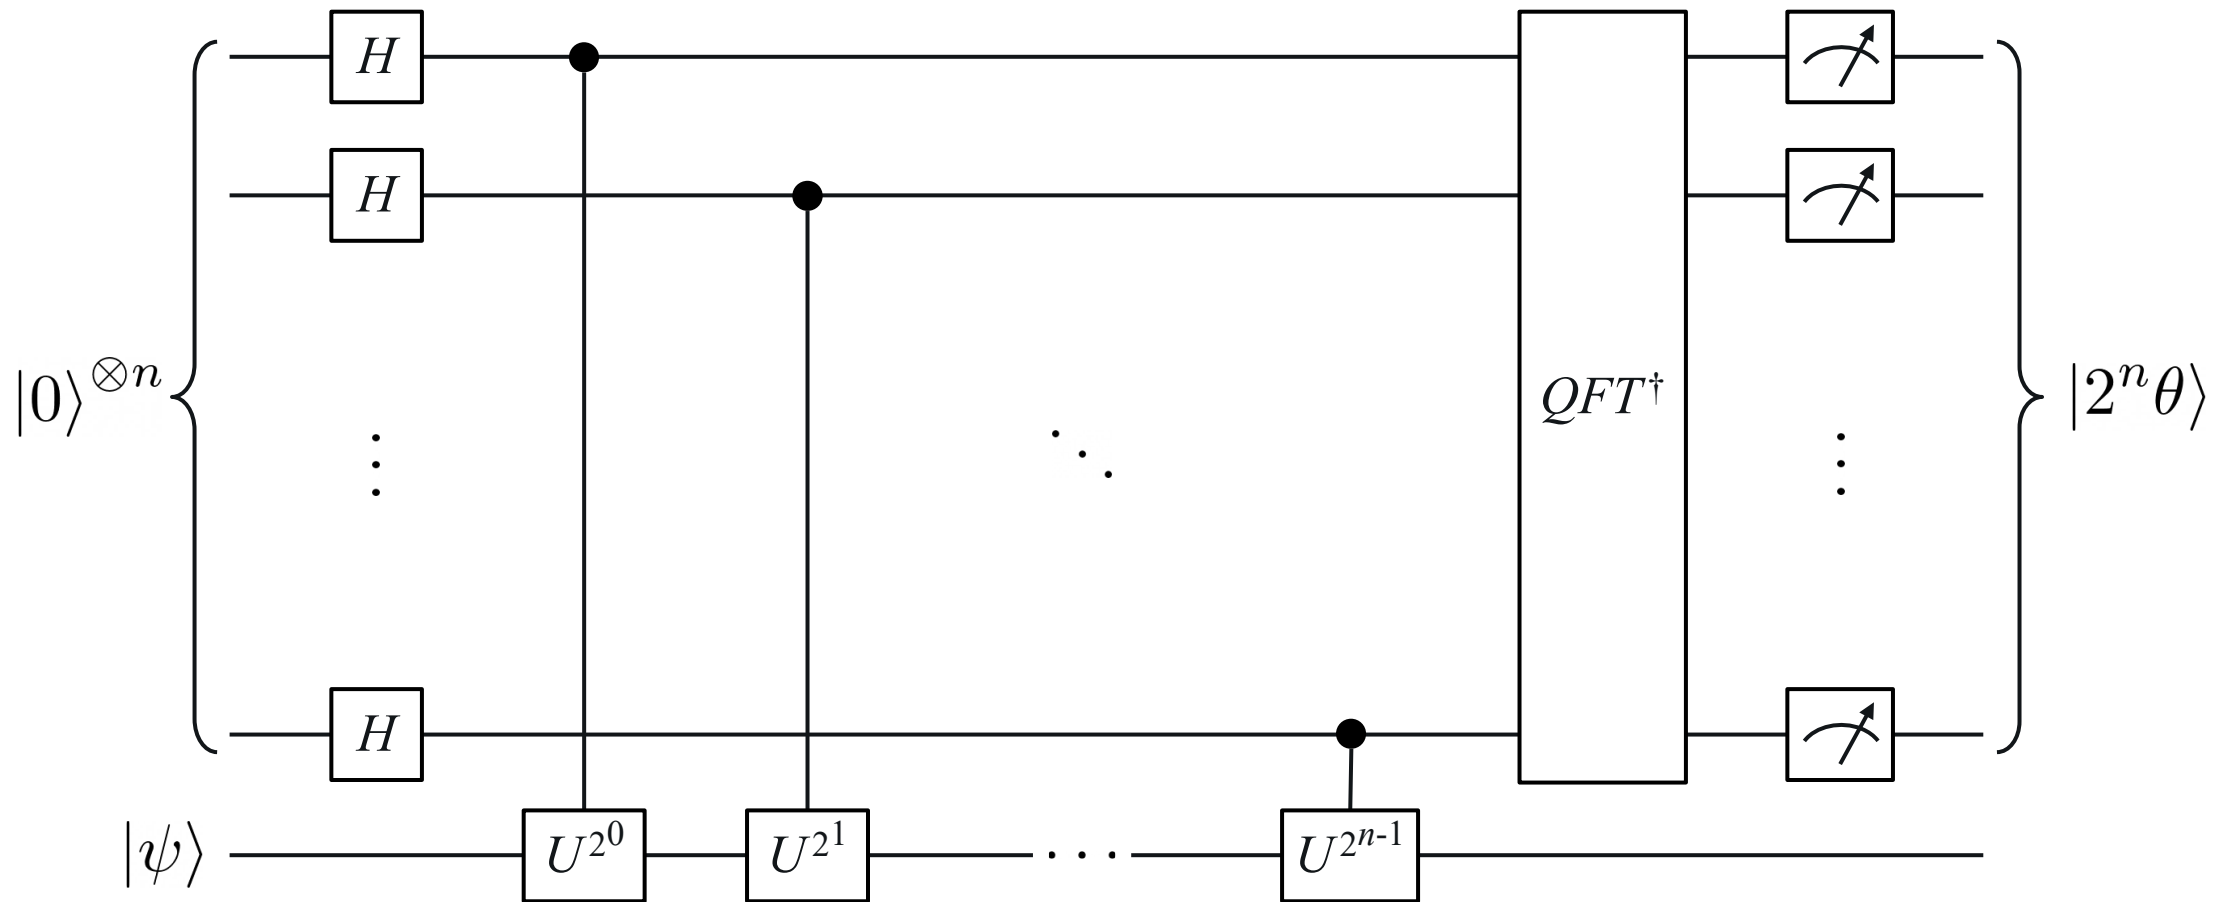 H
H
|0⟩^{⊗n}
QFT^†
|2^nθ⟩
H
|ψ⟩ U^{2^0} U^{2^1} U^{2^{n-1}}